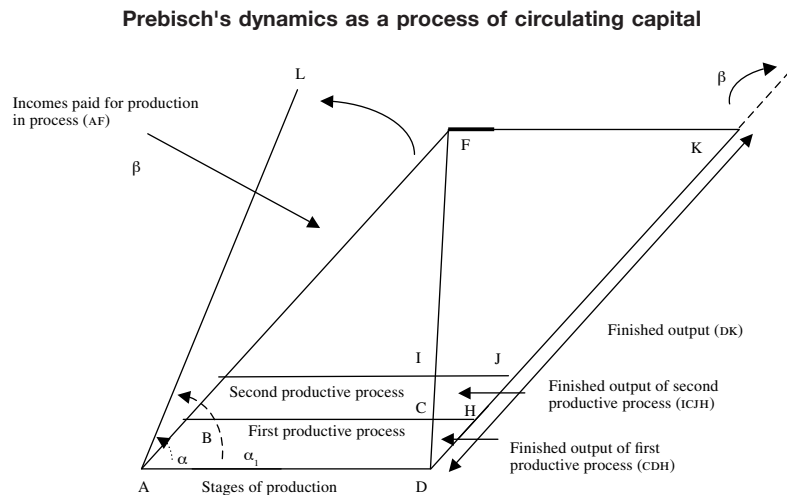 Prebisch's dynamics as a process of circulating capital
L
β
Incomes paid for production
in process (AF)
F
K
β
Finished output (DK)
I
J
Second productive process
Finished output of second
productive process (ICJH)
C
H
B
First productive process
Finished output of first
productive process (CDH)
α
α1
A
Stages of production
D